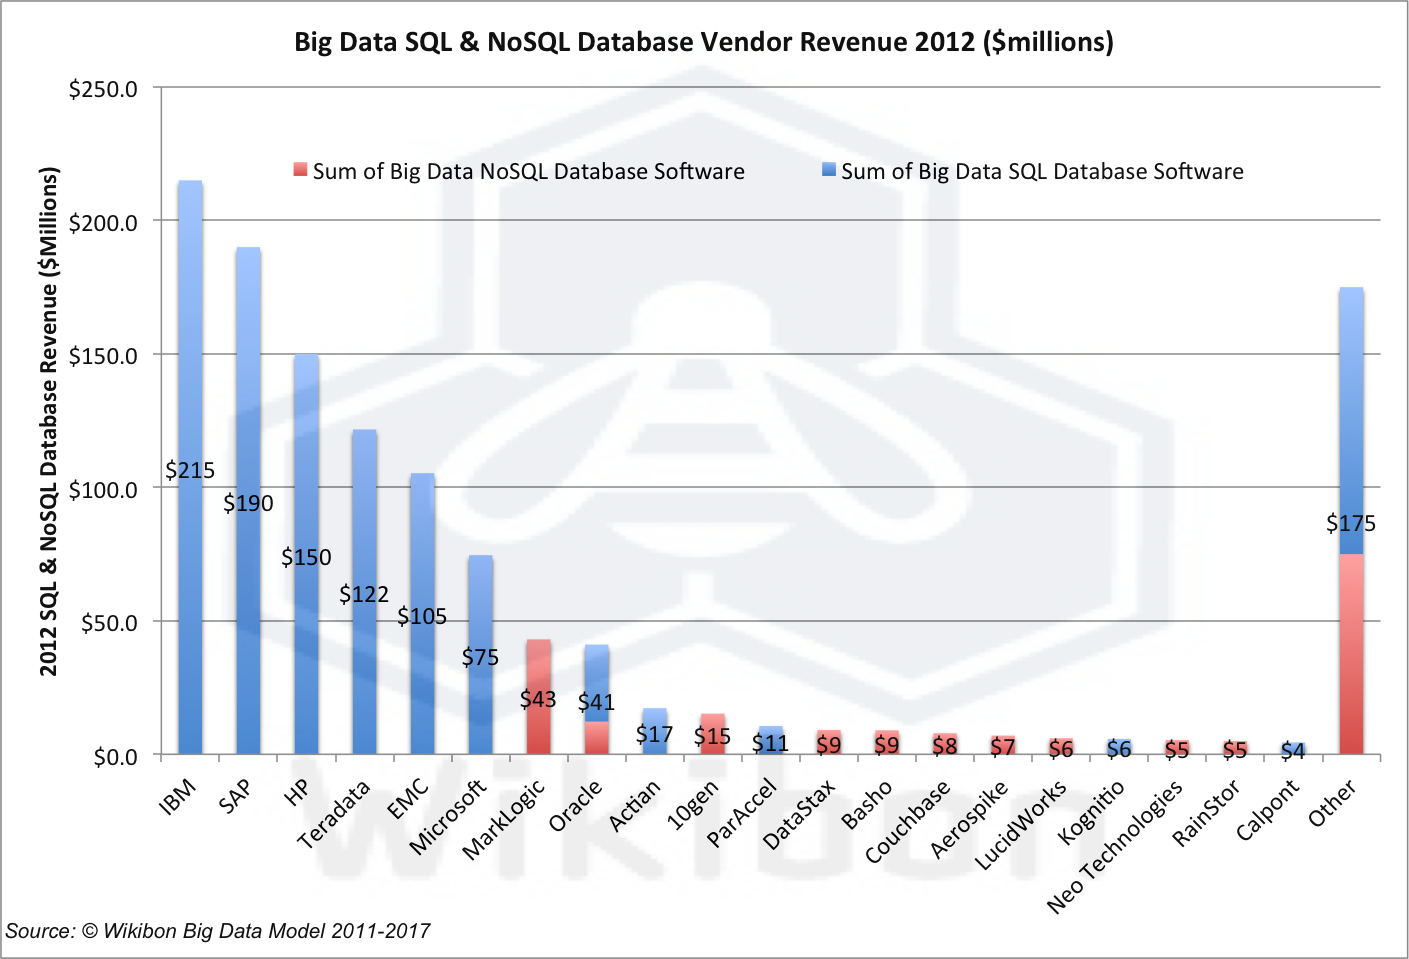 Big Data SQL & NoSQL Database Vendor Revenue 2012 ($millions)
2012 SQL & NoSQL Database Revenue ($Millions)
$250.0
$200.0
$150.0
$100.0
$50.0
$0.0
Sum of Big Data NoSQL Database Software
Sum of Big Data SQL Database Software
$215
$190
$150
$122
$105
$75
$43
$41
$17
$15
$11
$9
$9
$8
$7
$6
$6
$5
$5
$4
$175
IBM
SAP
HP
Teradata
EMC
Microsoft
MarkLogic
Oracle
Actian
10gen
ParAccel
DataStax
Basho
Couchbase
Aerospike
LucidWorks
Kognitio
Neo Technologies
RainStor
Calpont
Other
Wikibon
Source: © Wikibon Big Data Model 2011-2017